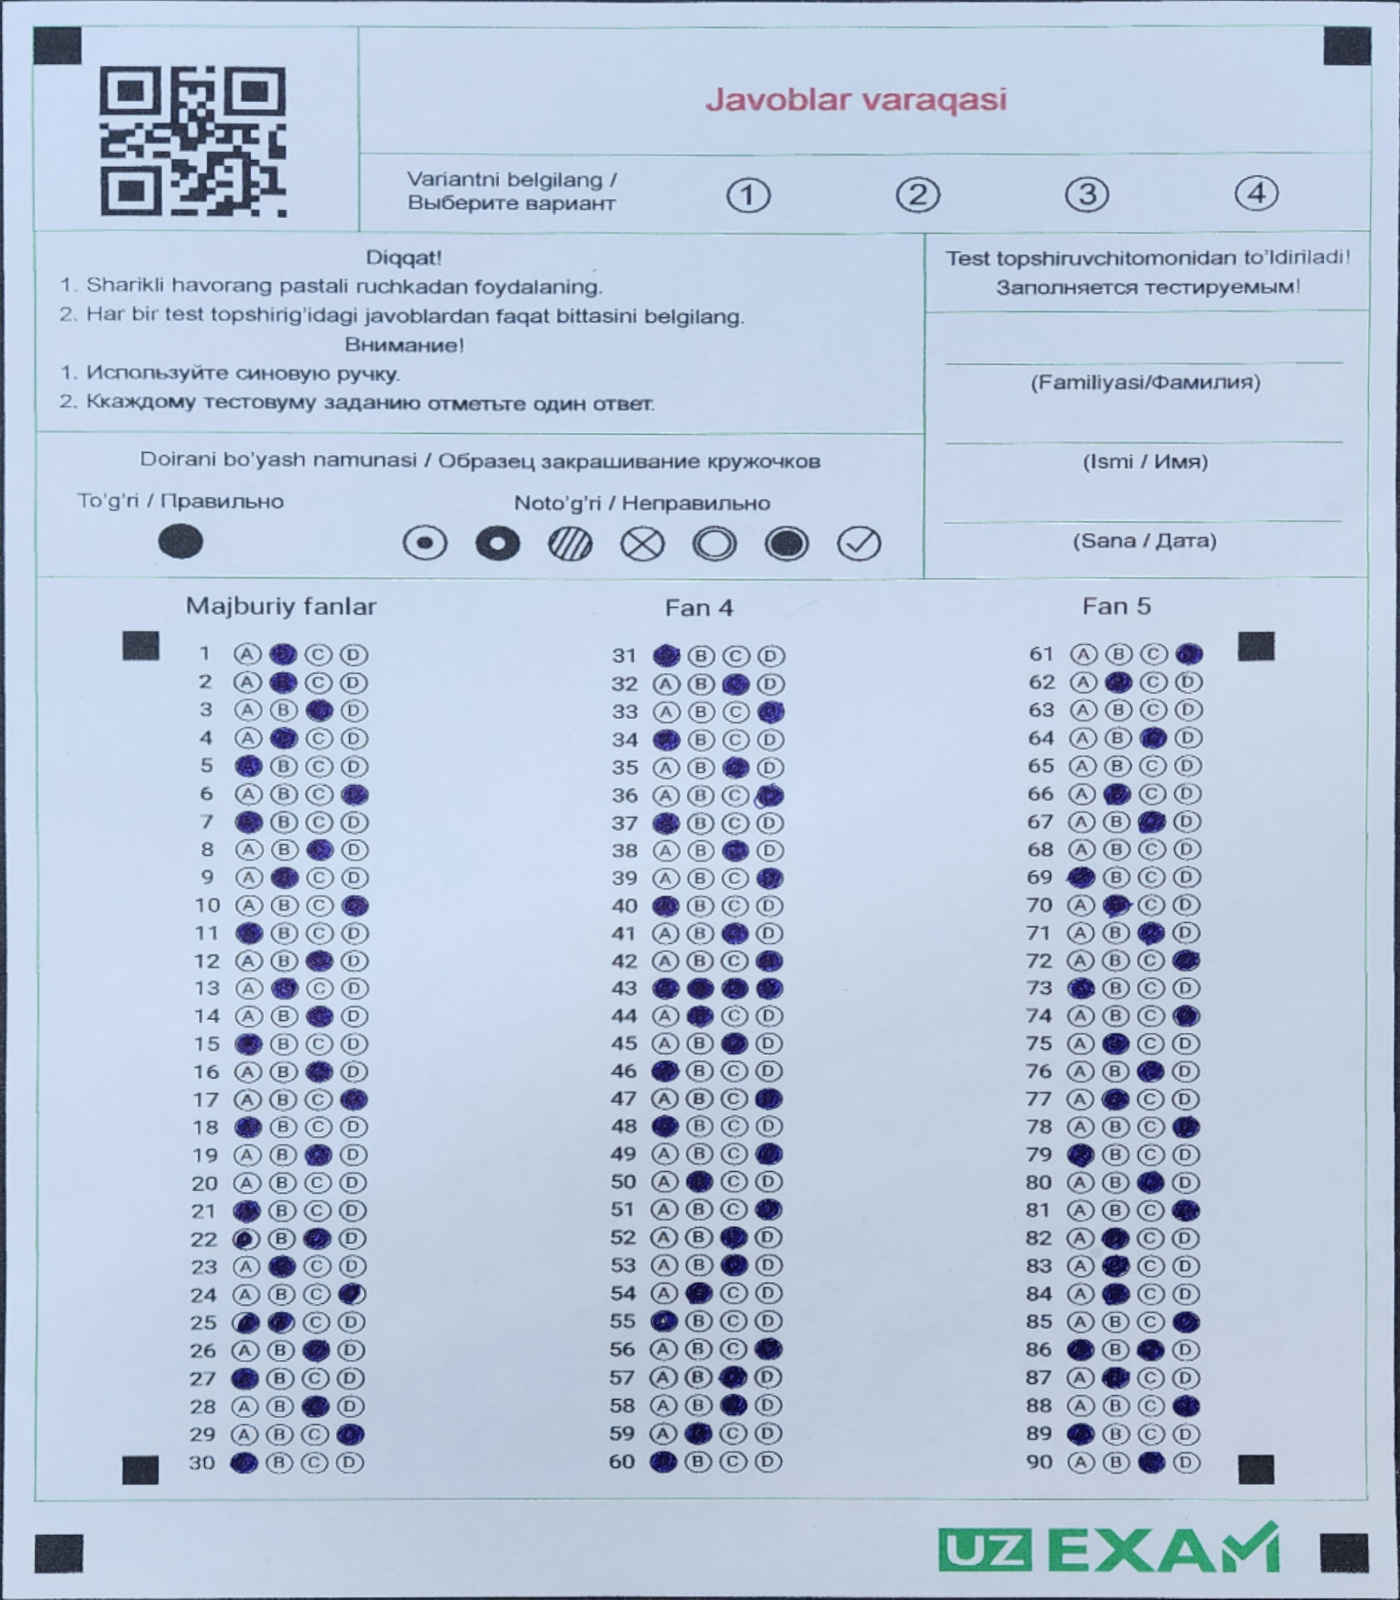 Javoblar varaqasi
Variantni belgilang /
Выберите вариант
1 2 3 4
Diqqat!
1. Sharikli havorang pastali ruchkadan foydalaning.
2. Har bir test topshirig'idagi javoblardan faqat bittasini belgilang.
Внимание!
1. Используйте синовую ручку.
2. Ккаждому тестовуму заданию отметьте один ответ.
Test topshiruvchitomonidan to'ldiriladi!
Заполняется тестируемым!
(Familiyasi/Фамилия)
(Ismi / Имя)
(Sana / Дата)
Doirani bo'yash namunasi / Образец закрашивание кружочков
To'g'ri / Правильно
Noto'g'ri / Неправильно
Majburiy fanlar
1 A C D
2 A C D
3 A B D
4 A C D
5 B C D
6 A B C
7 B C D
8 A B D
9 A C D
10 A B C
11 B C D
12 A B D
13 A C D
14 A B D
15 B C D
16 A B D
17 A B C
18 B C D
19 A B D
20 A B C D
21 B C D
22 B D
23 A C D
24 A B C
25 C D
26 A B D
27 B C D
28 A B D
29 A B C
30 B C D
Fan 4
31 B C D
32 A B D
33 A B C
34 B C D
35 A B D
36 A B C
37 B C D
38 A B D
39 A B C
40 B C D
41 A B D
42 A B C
43
44 A C D
45 A B D
46 B C D
47 A B C
48 B C D
49 A B C
50 A C D
51 A B C
52 A B D
53 A B D
54 A C D
55 B C D
56 A B C
57 A B D
58 A B D
59 A C D
60 B C D
Fan 5
61 A B C
62 A C D
63 A B C D
64 A B D
65 A B C D
66 A C D
67 A B D
68 A B C D
69 B C D
70 A C D
71 A B D
72 A B C
73 B C D
74 A B C
75 A C D
76 A B D
77 A C D
78 A B C
79 B C D
80 A B D
81 A B C
82 A C D
83 A C D
84 A C D
85 A B C
86 B D
87 A C D
88 A B C
89 B C D
90 A B D
UZ EXAM